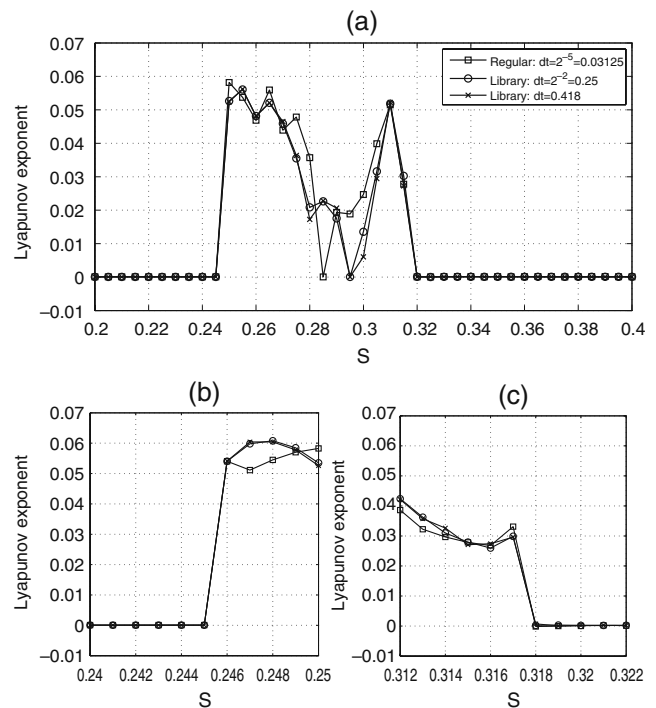 (a)
0.07
0.06
0.05
0.04
0.03
0.02
0.01
0
−0.01
Lyapunov exponent
Regular: dt=2⁻⁵=0.03125
Library: dt=2⁻²=0.25
Library: dt=0.418
0.2 0.22 0.24 0.26 0.28 0.3 0.32 0.34 0.36 0.38 0.4
S
(b)
0.07
0.06
0.05
0.04
0.03
0.02
0.01
0
−0.01
Lyapunov exponent
0.24 0.242 0.244 0.246 0.248 0.25
S
(c)
0.07
0.06
0.05
0.04
0.03
0.02
0.01
0
−0.01
Lyapunov exponent
0.312 0.314 0.316 0.318 0.320 0.322
S